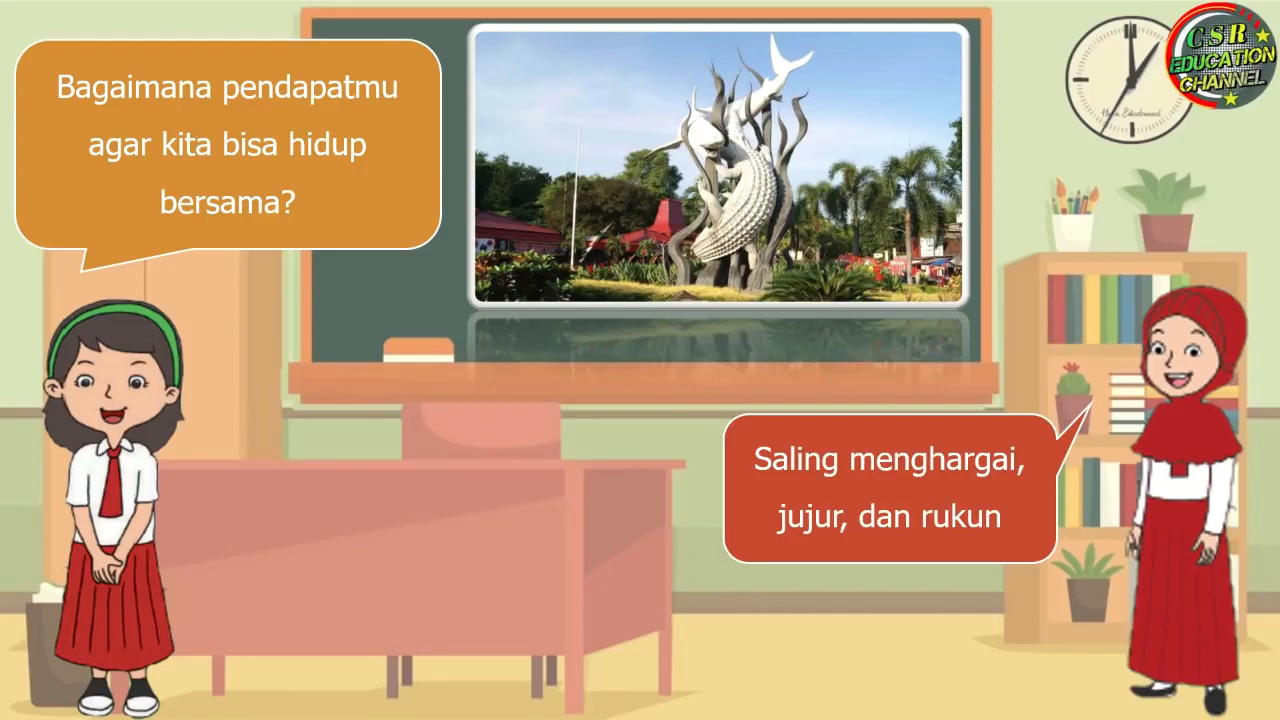 Bagaimana pendapatmu
agar kita bisa hidup
bersama?
Saling menghargai,
jujur, dan rukun
CSR
EDUCATION
CHANNEL